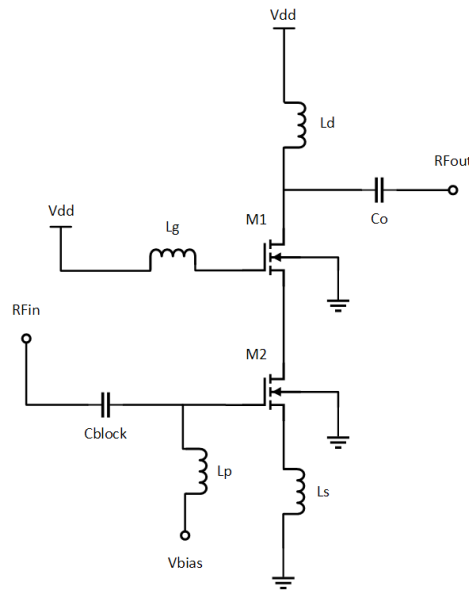 Vdd
Ld
RFout
Co
M1
Vdd
Lg
RFin
M2
Cblock
Lp
Ls
Vbias